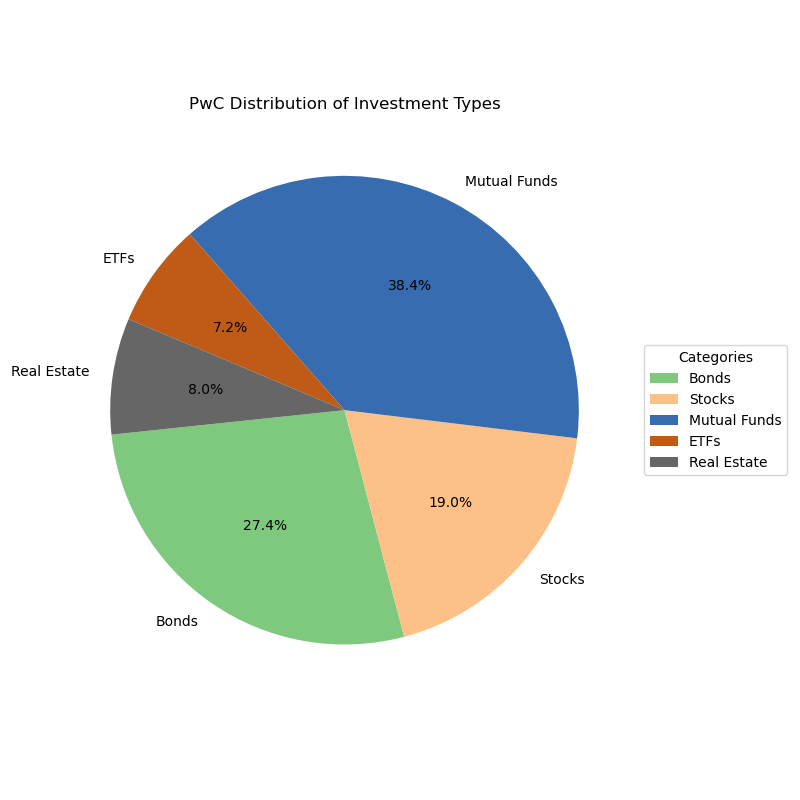 PwC Distribution of Investment Types
Mutual Funds
38.4%
ETFs
7.2%
Real Estate
8.0%
27.4%
Bonds
19.0%
Stocks
Categories
Bonds
Stocks
Mutual Funds
ETFs
Real Estate